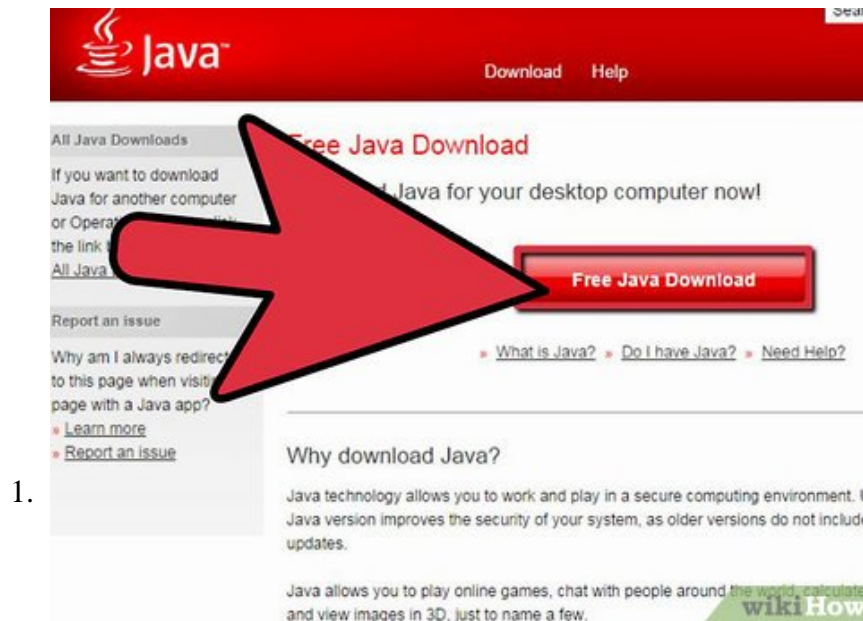 Java
Download Help
All Java Downloads
If you want to download
Java for another computer
or
the link
All Java
Report an issue
Why am I always
to this page when
page with a Java app?
» Learn more
» Report an issue
Free Java Download
Java for your desktop computer now!
Free Java Download
» What is Java? » Do I have Java? » Need Help?
Why download Java?
Java technology allows you to work and play in a secure computing environment.
Java version improves the security of your system, as older versions do not include
updates.
Java allows you to play online games, chat with people around the world, calculate
and view images in 3D, just to name a few.
wikiHow
1.